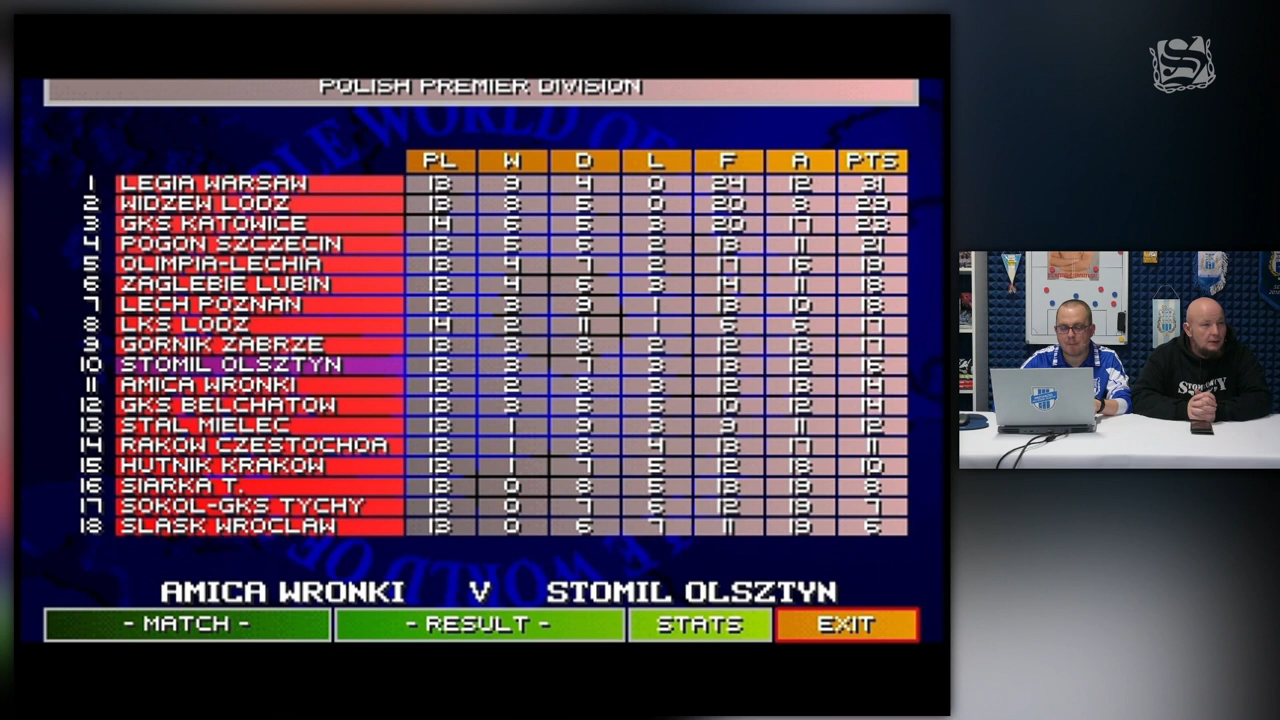 POLISH PREMIER DIVISION
PL W D L F A PTS
1 LEGIA WARSAW 13 9 4 0 24 12 31
2 WIDZEW LODZ 13 8 5 0 20 8 29
3 GKS KATOWICE 14 6 5 3 20 17 23
4 POGON SZCZECIN 13 5 6 2 13 11 21
5 OLIMPIA-LECHIA 13 4 7 2 17 15 19
6 ZAGLEBIE LUBIN 13 4 6 3 14 11 18
7 LECH POZNAN 13 3 9 1 13 10 18
8 LKS LODZ 14 2 11 1 6 5 17
9 GORNIK ZABRZE 13 3 8 2 12 13 17
10 STOMIL OLSZTYN 13 3 7 3 13 12 16
11 AMICA WRONKI 13 2 8 3 12 13 14
12 GKS BELCHATOW 13 3 5 5 10 12 14
13 STAL MIELEC 13 1 9 3 9 11 12
14 RAKOW CZESTOCHOA 13 1 8 4 13 17 11
15 HUTNIK KRAKOW 13 1 7 5 12 18 10
16 SIARKA T. 13 0 8 5 13 19 8
17 SOKOL-GKS TYCHY 13 0 7 6 12 19 7
18 SLASK WROCLAW 13 0 6 7 11 19 6
AMICA WRONKI V STOMIL OLSZTYN
- MATCH - - RESULT - STATS EXIT